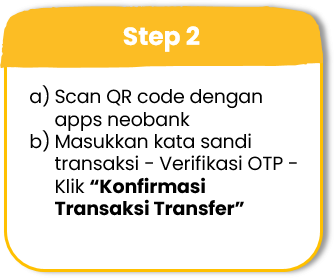 Step 2
a) Scan QR code dengan
apps neobank
b) Masukkan kata sandi
transaksi - Verifikasi OTP -
Klik “Konfirmasi
Transaksi Transfer”